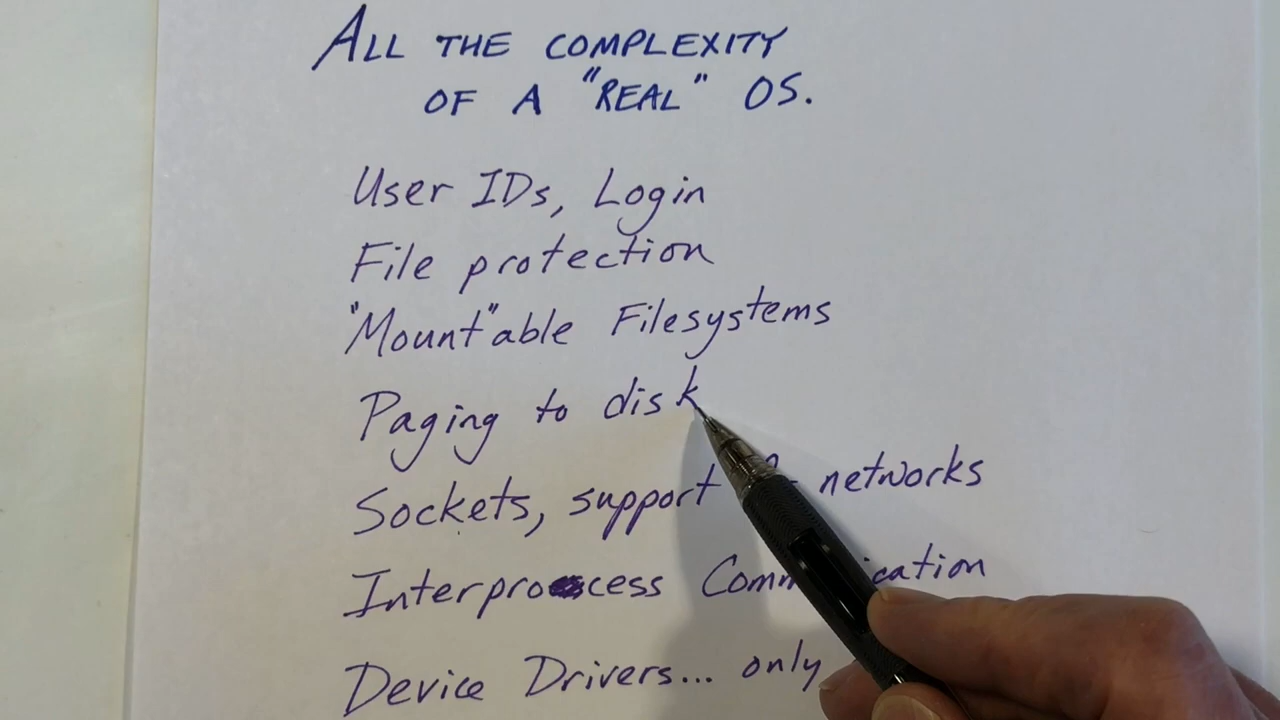 ALL THE COMPLEXITY
OF A "REAL" OS.
User IDs, Login
File protection
"Mount"able Filesystems
Paging to disk
Sockets, support networks
Interprocess
Device Drivers... only